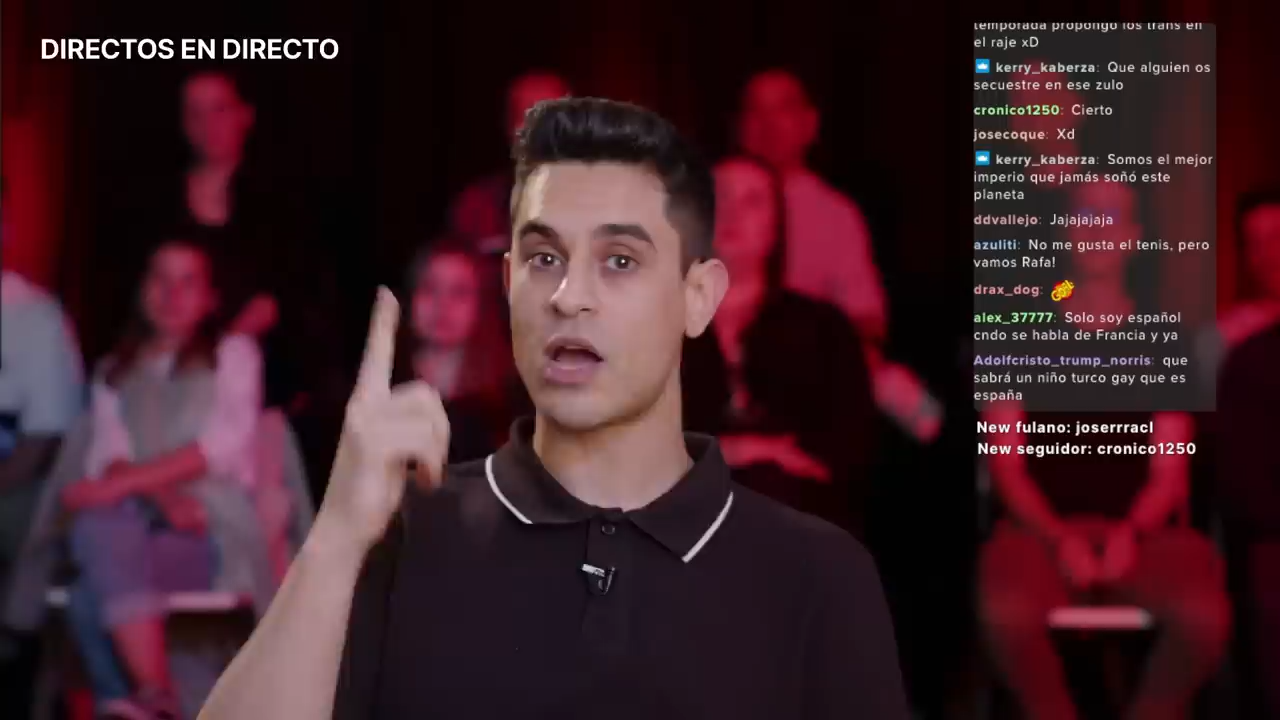 DIRECTOS EN DIRECTO
temporada propongo los trans en
el raje xD
kerry_kaberza: Que alguien os
secuestre en ese zulo
cronico1250: Cierto
josecoque: Xd
kerry_kaberza: Somos el mejor
imperio que jamás soñó este
planeta
ddvallejo: Jajajajaja
azuliti: No me gusta el tenis, pero
vamos Rafa!
drax_dog:
alex_37777: Solo soy español
cndo se habla de Francia y ya
Adolfcristo_trump_norris: que
sabrá un niño turco gay que es
españa
New fulano: joserrracl
New seguidor: cronico1250